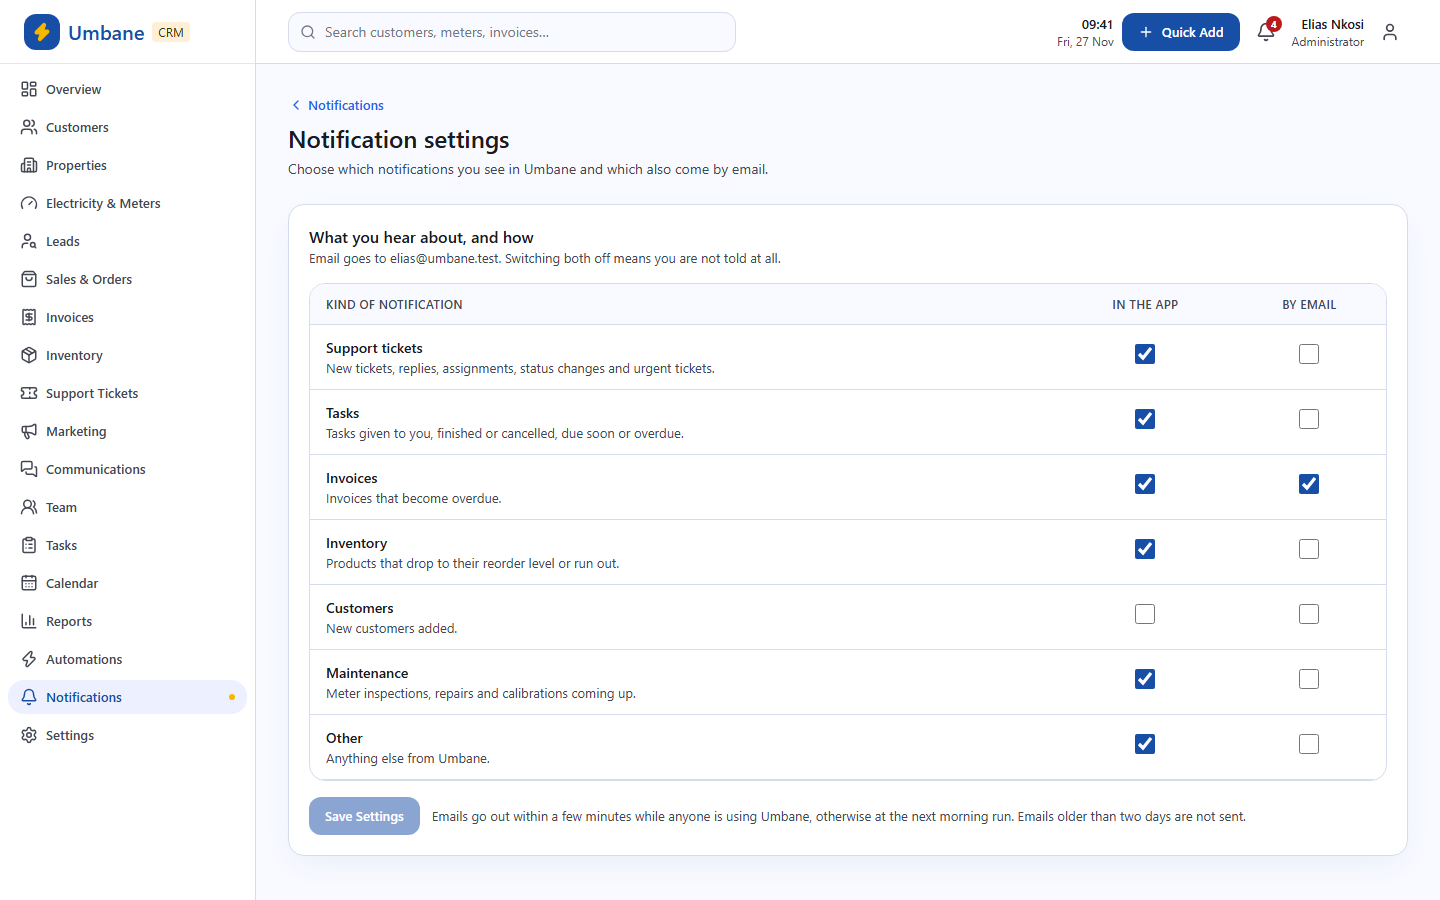 Umbane CRM
Search customers, meters, invoices...
09:41
Fri, 27 Nov
Quick Add
4
Elias Nkosi
Administrator
Overview
Customers
Properties
Electricity & Meters
Leads
Sales & Orders
Invoices
Inventory
Support Tickets
Marketing
Communications
Team
Tasks
Calendar
Reports
Automations
Notifications
Settings
Notifications
Notification settings
Choose which notifications you see in Umbane and which also come by email.
What you hear about, and how
Email goes to elias@umbane.test. Switching both off means you are not told at all.
KIND OF NOTIFICATION IN THE APP BY EMAIL
Support tickets
New tickets, replies, assignments, status changes and urgent tickets.
Tasks
Tasks given to you, finished or cancelled, due soon or overdue.
Invoices
Invoices that become overdue.
Inventory
Products that drop to their reorder level or run out.
Customers
New customers added.
Maintenance
Meter inspections, repairs and calibrations coming up.
Other
Anything else from Umbane.
Save Settings
Emails go out within a few minutes while anyone is using Umbane, otherwise at the next morning run. Emails older than two days are not sent.